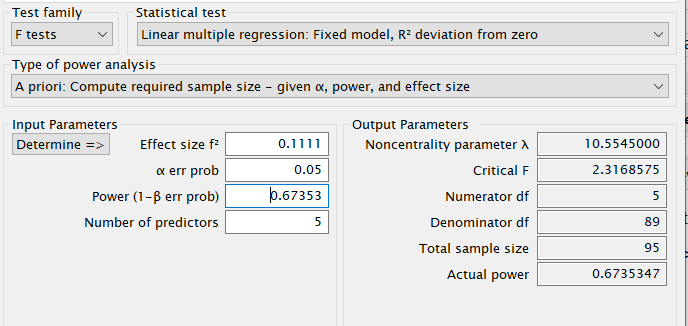 Test family
Statistical test
F tests
Linear multiple regression: Fixed model, R² deviation from zero
Type of power analysis
A priori: Compute required sample size – given α, power, and effect size
Input Parameters
Output Parameters
Determine =>
Effect size f²
0.1111
Noncentrality parameter λ
10.5545000
α err prob
0.05
Critical F
2.3168575
Power (1-β err prob)
0.67353
Numerator df
5
Number of predictors
5
Denominator df
89
Total sample size
95
Actual power
0.6735347